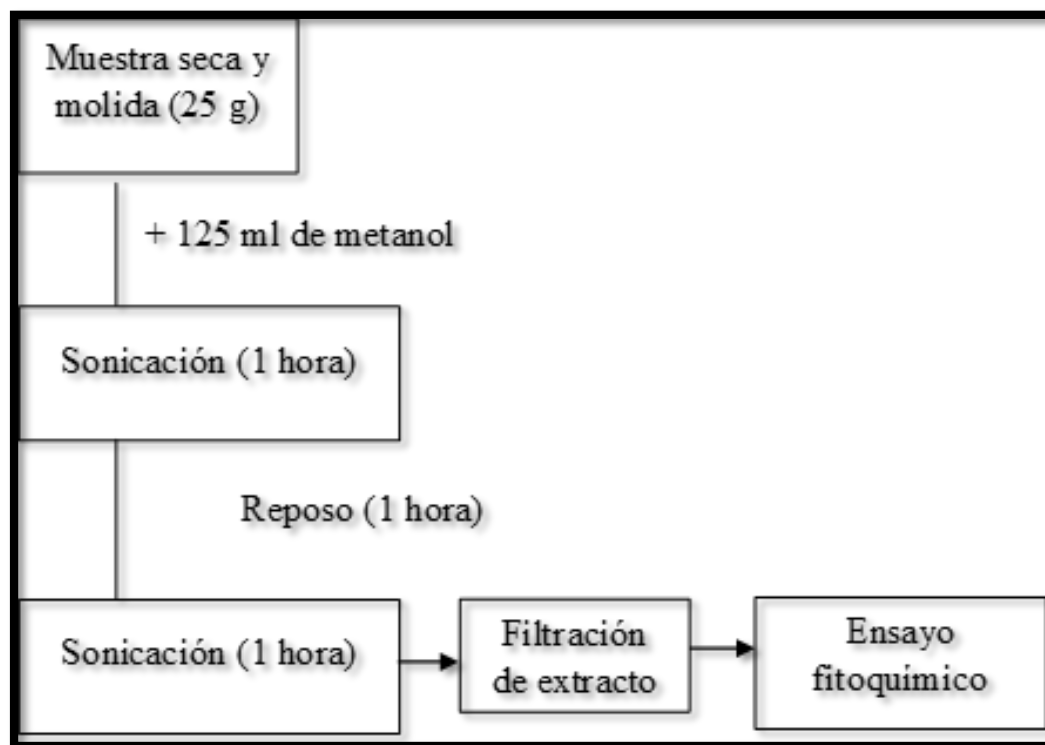 Muestra seca y
molida (25 g)
+ 125 ml de metanol
Sonicación (1 hora)
Reposo (1 hora)
Sonicación (1 hora)
Filtración
de extracto
Ensayo
fitoquímico